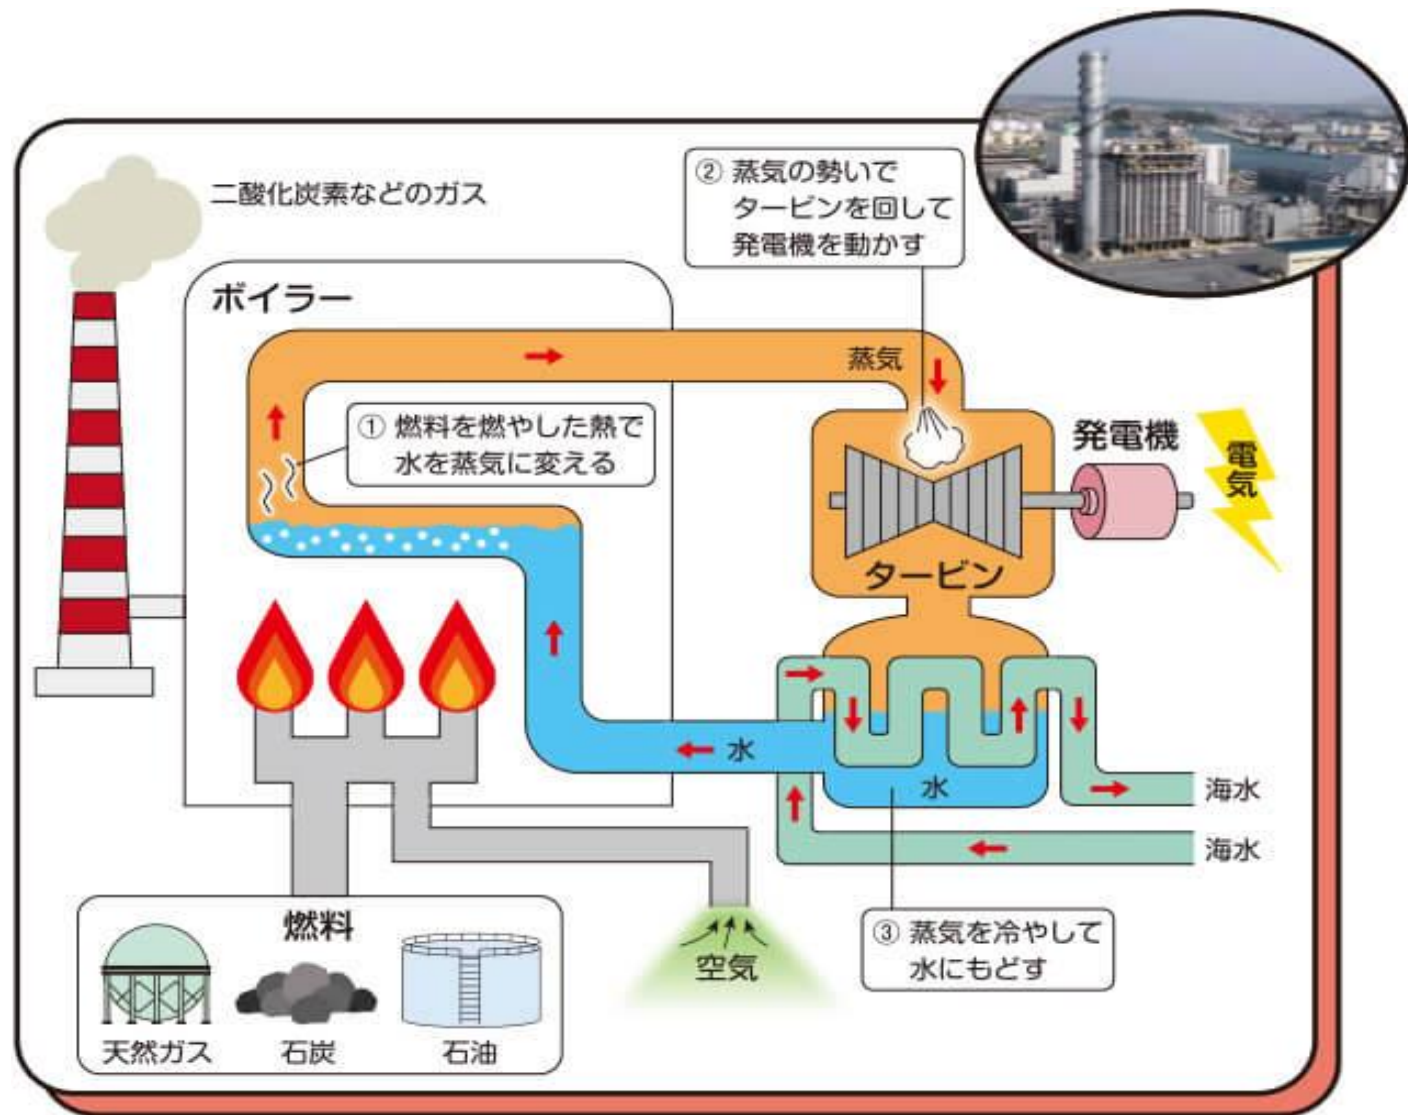 二酸化炭素などのガス
② 蒸気の勢いで
タービンを回して
発電機を動かす
ボイラー
蒸気
① 燃料を燃やした熱で
水を蒸気に変える
発電機
電気
タービン
水
水
海水
海水
燃料
空気
③ 蒸気を冷やして
水にもどす
天然ガス
石炭
石油